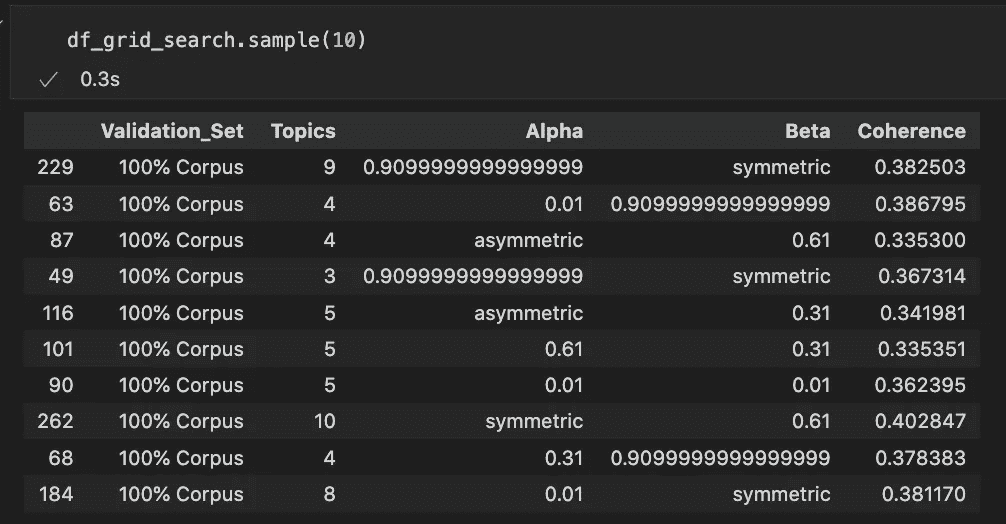 df_grid_search.sample(10)
0.3s
Validation_Set Topics Alpha Beta Coherence
229 100% Corpus 9 0.9099999999999999 symmetric 0.382503
63 100% Corpus 4 0.01 0.9099999999999999 0.386795
87 100% Corpus 4 asymmetric 0.61 0.335300
49 100% Corpus 3 0.9099999999999999 symmetric 0.367314
116 100% Corpus 5 asymmetric 0.31 0.341981
101 100% Corpus 5 0.61 0.31 0.335351
90 100% Corpus 5 0.01 0.01 0.362395
262 100% Corpus 10 symmetric 0.61 0.402847
68 100% Corpus 4 0.31 0.9099999999999999 0.378383
184 100% Corpus 8 0.01 symmetric 0.381170